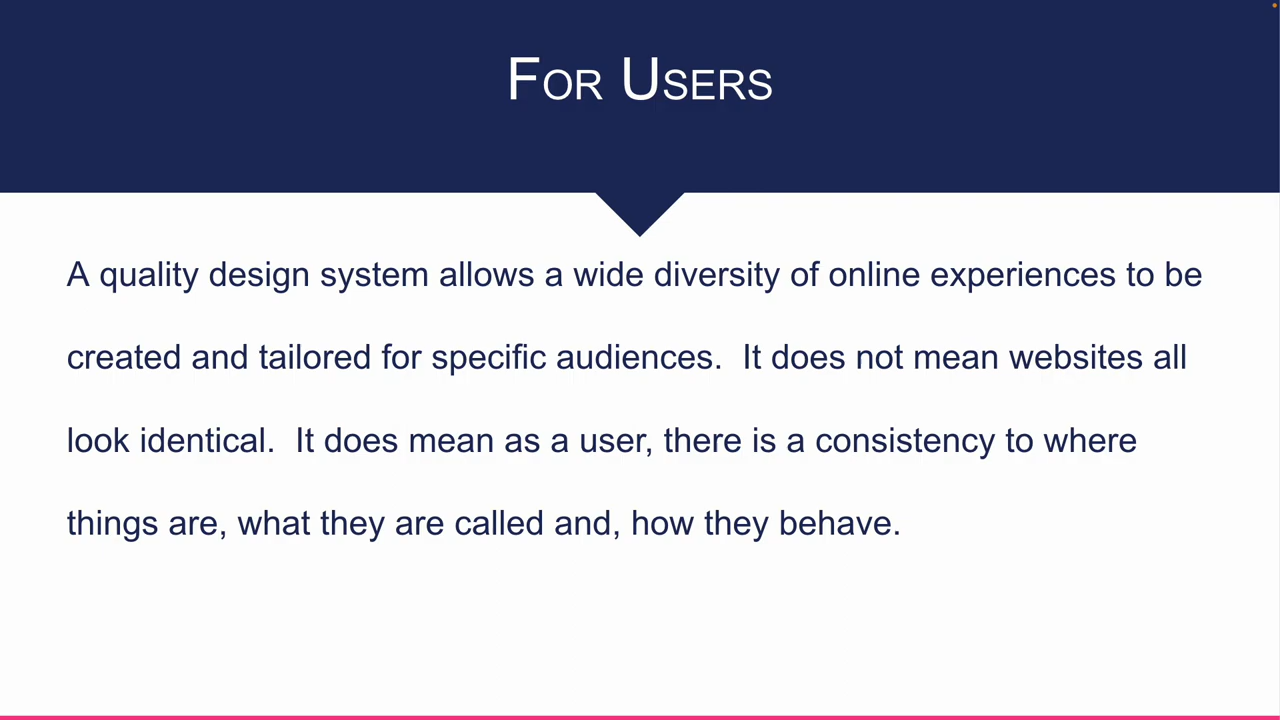 For Users
A quality design system allows a wide diversity of online experiences to be
created and tailored for specific audiences.  It does not mean websites all
look identical.  It does mean as a user, there is a consistency to where
things are, what they are called and, how they behave.